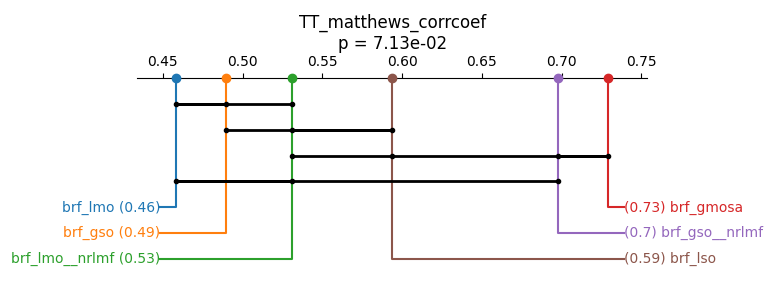 TT_matthews_corrcoef
p = 7.13e-02
0.45 0.50 0.55 0.60 0.65 0.70 0.75
brf_lmo (0.46) (0.73) brf_gmosa
brf_gso (0.49) (0.7) brf_gso__nrlmf
brf_lmo__nrlmf (0.53) (0.59) brf_lso